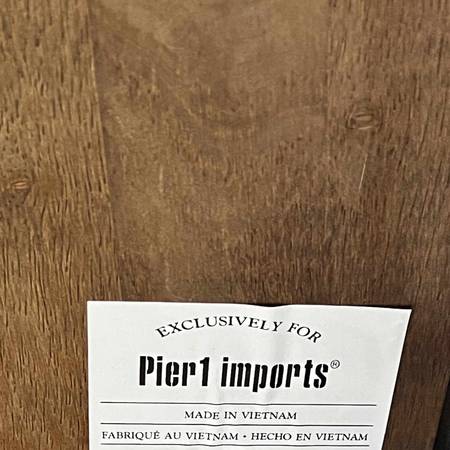 EXCLUSIVELY FOR
Pier1 imports®
MADE IN VIETNAM
FABRIQUÉ AU VIETNAM • HECHO EN VIETNAM